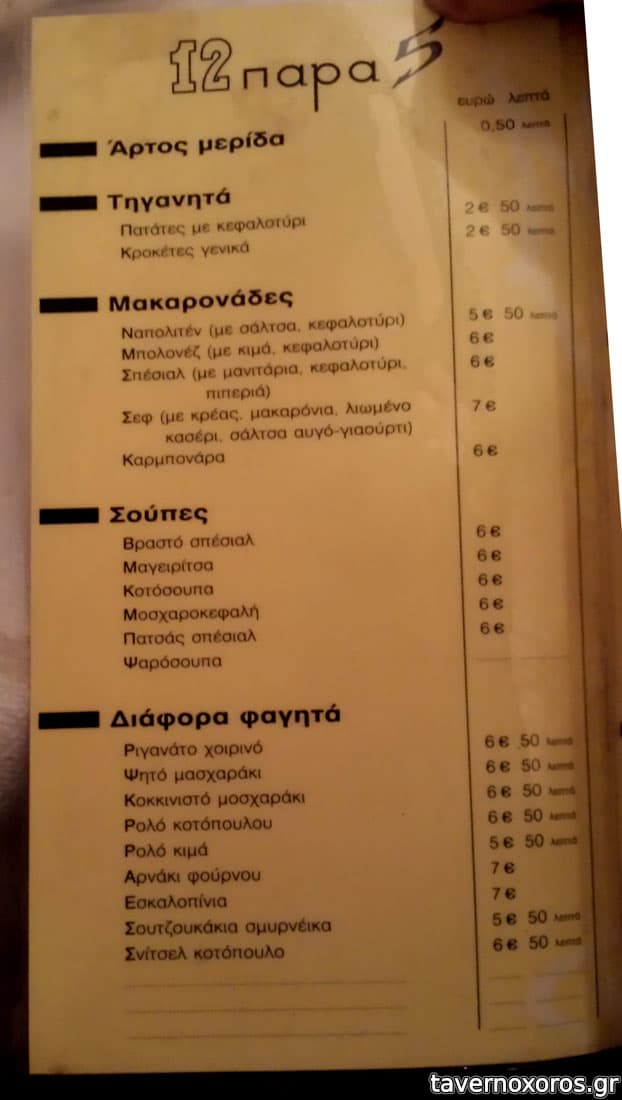 12 παρα 5
ευρώ λεπτά
Άρτος μερίδα 0,50 λεπτά
Τηγανητά
Πατάτες με κεφαλοτύρι 2€ 50 λεπτά
Κροκέτες γενικά 2€ 50 λεπτά
Μακαρονάδες
Ναπολιτέν (με σάλτσα, κεφαλοτύρι) 5€ 50 λεπτά
Μπολονέζ (με κιμά, κεφαλοτύρι) 6€
Σπέσιαλ (με μανιτάρια, κεφαλοτύρι, 6€
πιπεριά)
Σεφ (με κρέας, μακαρόνια, λιωμένο 7€
κασέρι, σάλτσα αυγό-γιαούρτι)
Καρμπονάρα 6€
Σούπες
Βραστό σπέσιαλ 6€
Μαγειρίτσα 6€
Κοτόσουπα 6€
Μοσχαροκεφαλή 6€
Πατσάς σπέσιαλ 6€
Ψαρόσουπα
Διάφορα φαγητά
Ριγανάτο χοιρινό 6€ 50 λεπτά
Ψητό μασχαράκι 6€ 50 λεπτά
Κοκκινιστό μοσχαράκι 6€ 50 λεπτά
Ρολό κοτόπουλου 6€ 50 λεπτά
Ρολό κιμά 5€ 50 λεπτά
Αρνάκι φούρνου 7€
Εσκαλοπίνια 7€
Σουτζουκάκια σμυρνέικα 5€ 50 λεπτά
Σνίτσελ κοτόπουλο 6€ 50 λεπτά
tavernoxoros.gr